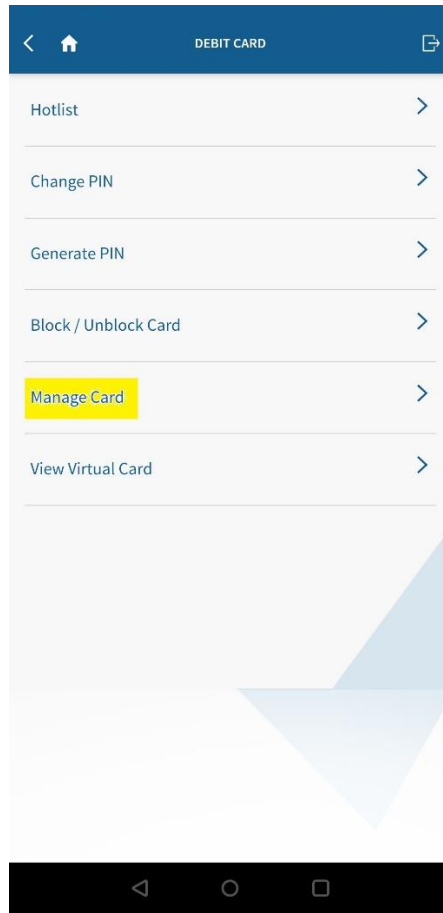 DEBIT CARD
Hotlist
Change PIN
Generate PIN
Block / Unblock Card
Manage Card
View Virtual Card